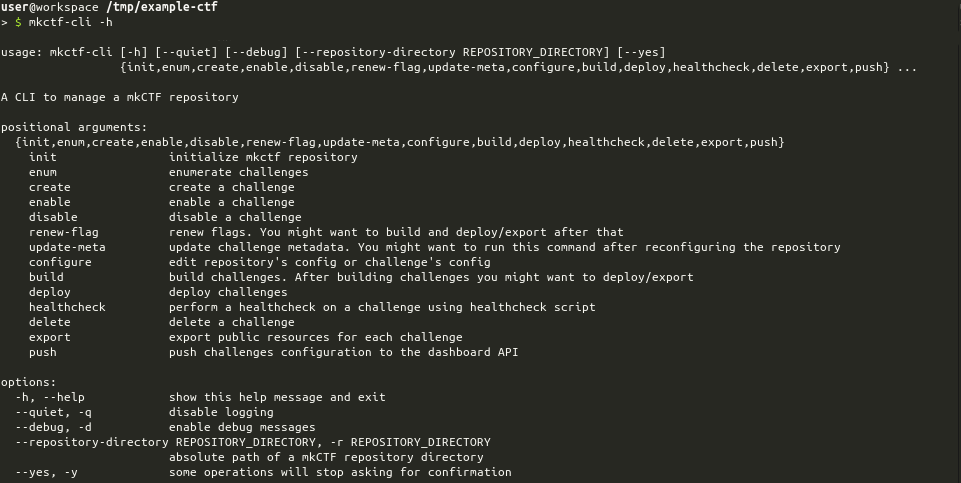 user@workspace /tmp/example-ctf
> $ mkctf-cli -h
usage: mkctf-cli [-h] [--quiet] [--debug] [--repository-directory REPOSITORY_DIRECTORY] [--yes]
{init,enum,create,enable,disable,renew-flag,update-meta,configure,build,deploy,healthcheck,delete,export,push} ...
A CLI to manage a mkCTF repository
positional arguments:
{init,enum,create,enable,disable,renew-flag,update-meta,configure,build,deploy,healthcheck,delete,export,push}
init initialize mkctf repository
enum enumerate challenges
create create a challenge
enable enable a challenge
disable disable a challenge
renew-flag renew flags. You might want to build and deploy/export after that
update-meta update challenge metadata. You might want to run this command after reconfiguring the repository
configure edit repository's config or challenge's config
build build challenges. After building challenges you might want to deploy/export
deploy deploy challenges
healthcheck perform a healthcheck on a challenge using healthcheck script
delete delete a challenge
export export public resources for each challenge
push push challenges configuration to the dashboard API
options:
-h, --help show this help message and exit
--quiet, -q disable logging
--debug, -d enable debug messages
--repository-directory REPOSITORY_DIRECTORY, -r REPOSITORY_DIRECTORY
absolute path of a mkCTF repository directory
--yes, -y some operations will stop asking for confirmation